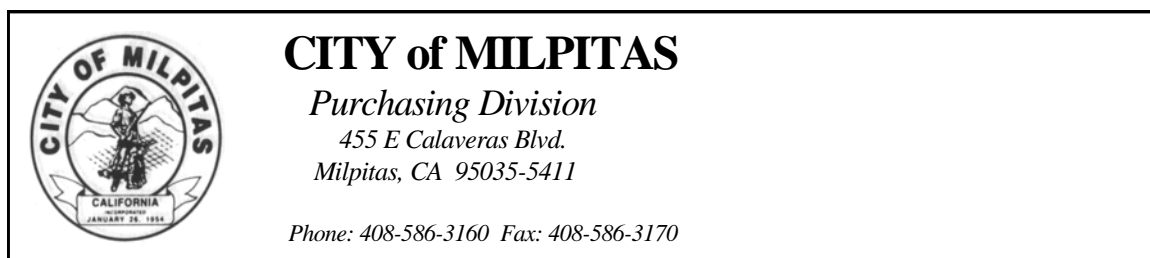 CITY OF MILPITAS
CALIFORNIA
INCORPORATED
JANUARY 26, 1954
CITY of MILPITAS
Purchasing Division
455 E Calaveras Blvd.
Milpitas, CA 95035-5411
Phone: 408-586-3160 Fax: 408-586-3170